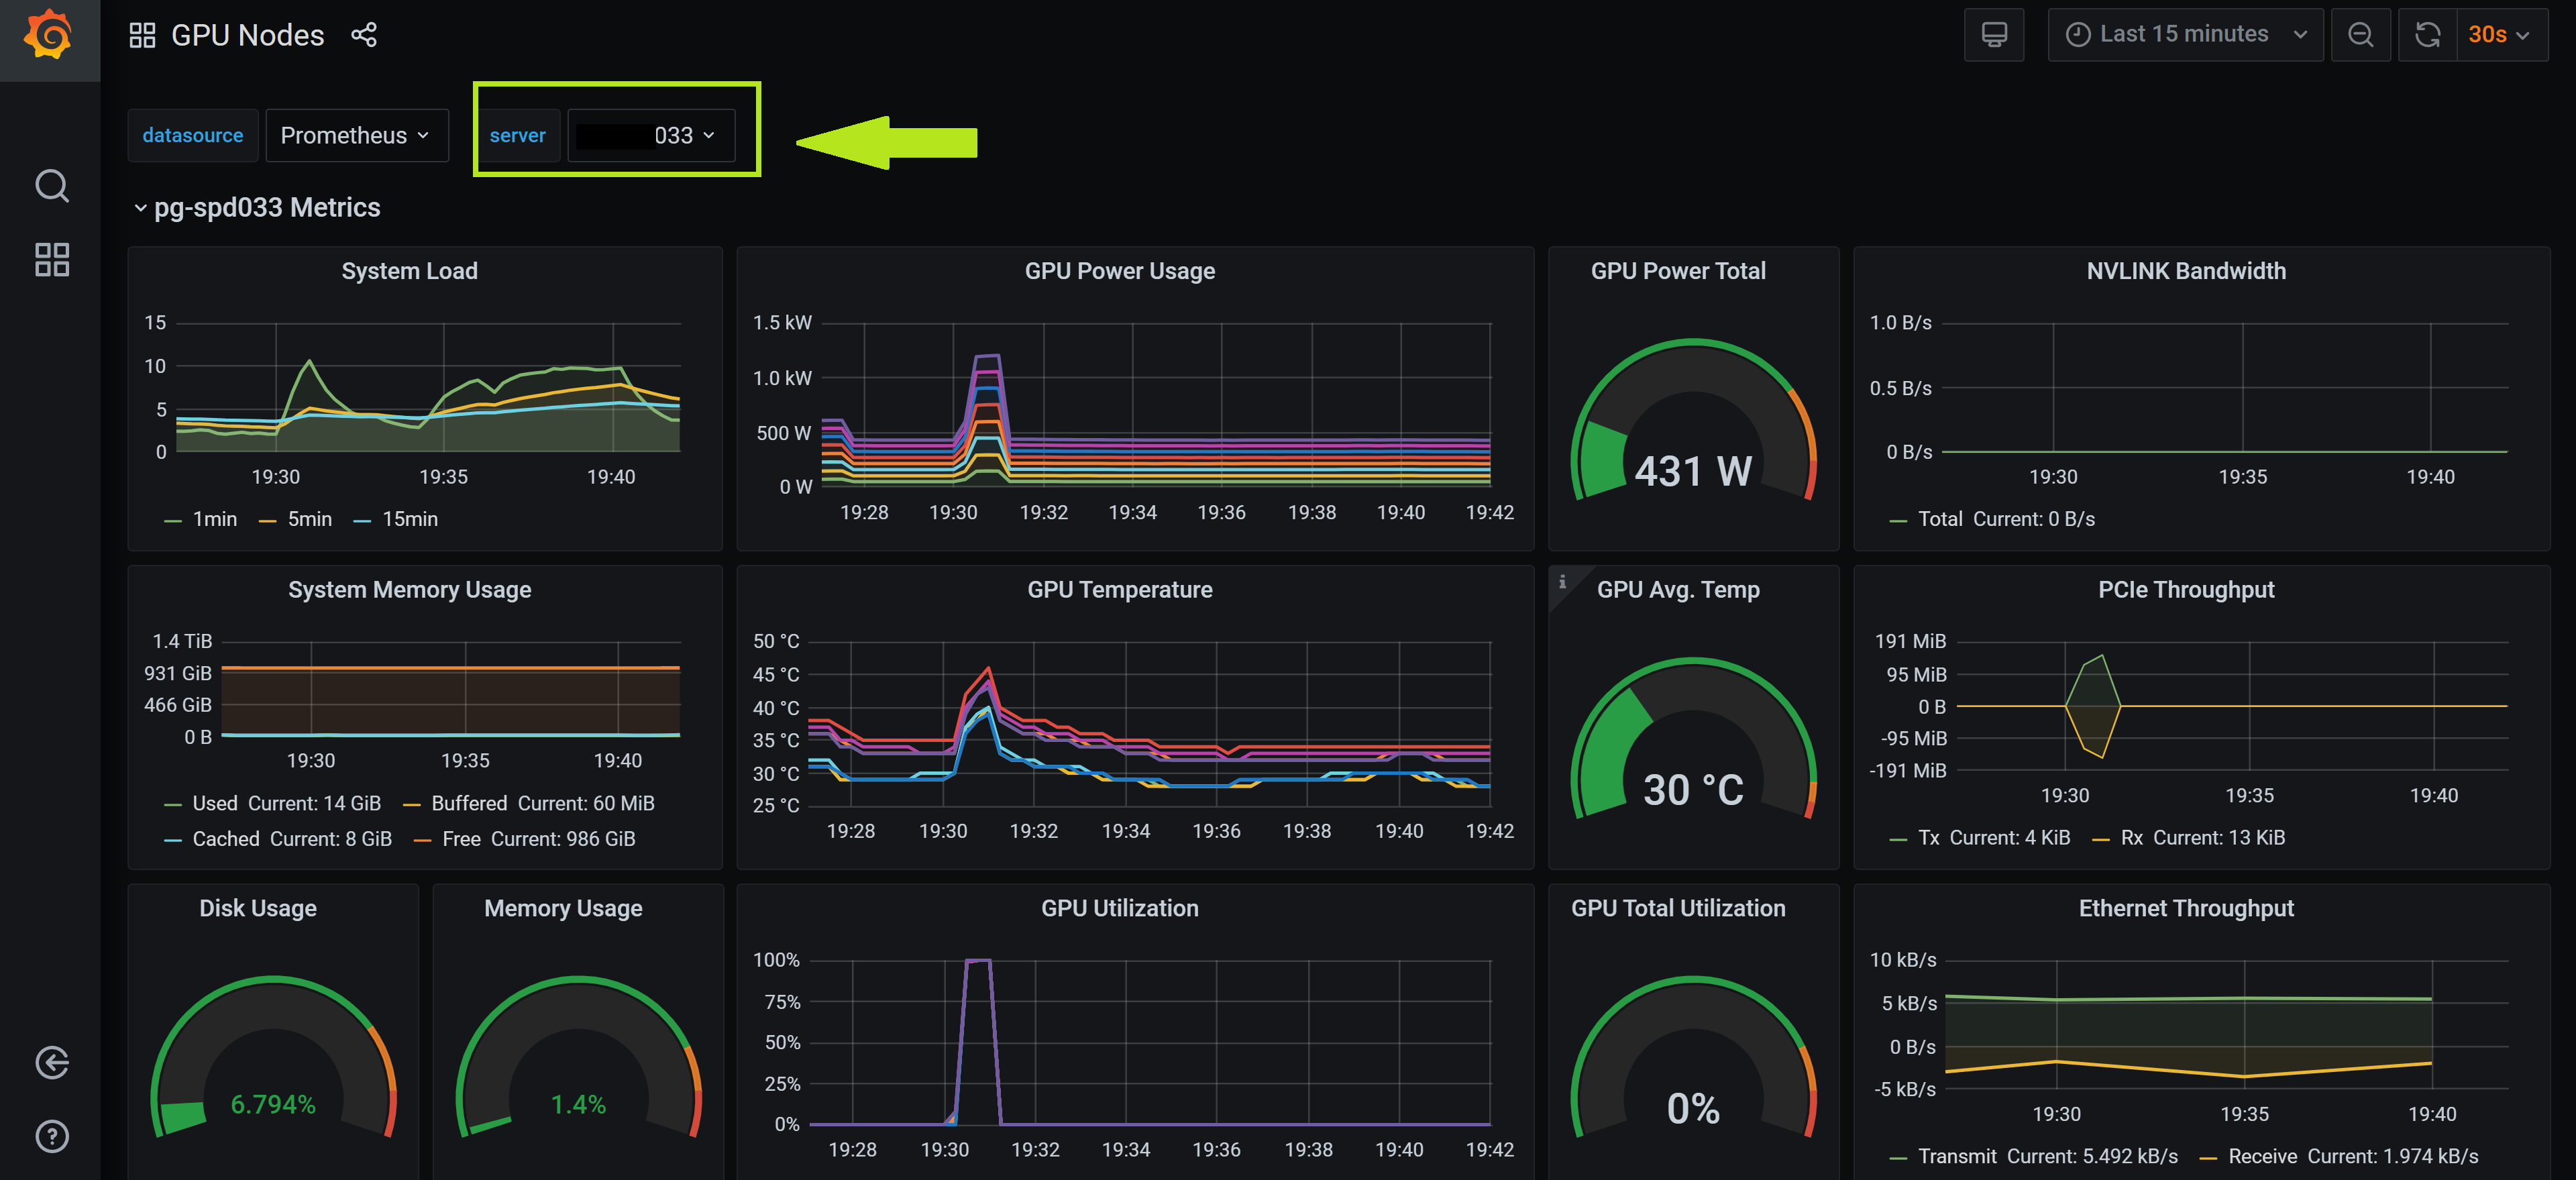 GPU Nodes
Last 15 minutes
30s
datasource Prometheus server 033
pg-spd033 Metrics
System Load
15
10
5
0
19:30 19:35 19:40
1min 5min 15min
GPU Power Usage
1.5 kW
1.0 kW
500 W
0 W
19:28 19:30 19:32 19:34 19:36 19:38 19:40 19:42
GPU Power Total
431 W
NVLINK Bandwidth
1.0 B/s
0.5 B/s
0 B/s
19:30 19:35 19:40
Total Current: 0 B/s
System Memory Usage
1.4 TiB
931 GiB
466 GiB
0 B
19:30 19:35 19:40
Used Current: 14 GiB Buffered Current: 60 MiB
Cached Current: 8 GiB Free Current: 986 GiB
GPU Temperature
50 °C
45 °C
40 °C
35 °C
30 °C
25 °C
19:28 19:30 19:32 19:34 19:36 19:38 19:40 19:42
i
GPU Avg. Temp
30 °C
PCIe Throughput
191 MiB
95 MiB
0 B
-95 MiB
-191 MiB
19:30 19:35 19:40
Tx Current: 4 KiB Rx Current: 13 KiB
Disk Usage
6.794%
Memory Usage
1.4%
GPU Utilization
100%
75%
50%
25%
0%
19:28 19:30 19:32 19:34 19:36 19:38 19:40 19:42
GPU Total Utilization
0%
Ethernet Throughput
10 kB/s
5 kB/s
0 B/s
-5 kB/s
19:30 19:35 19:40
Transmit Current: 5.492 kB/s Receive Current: 1.974 kB/s
?